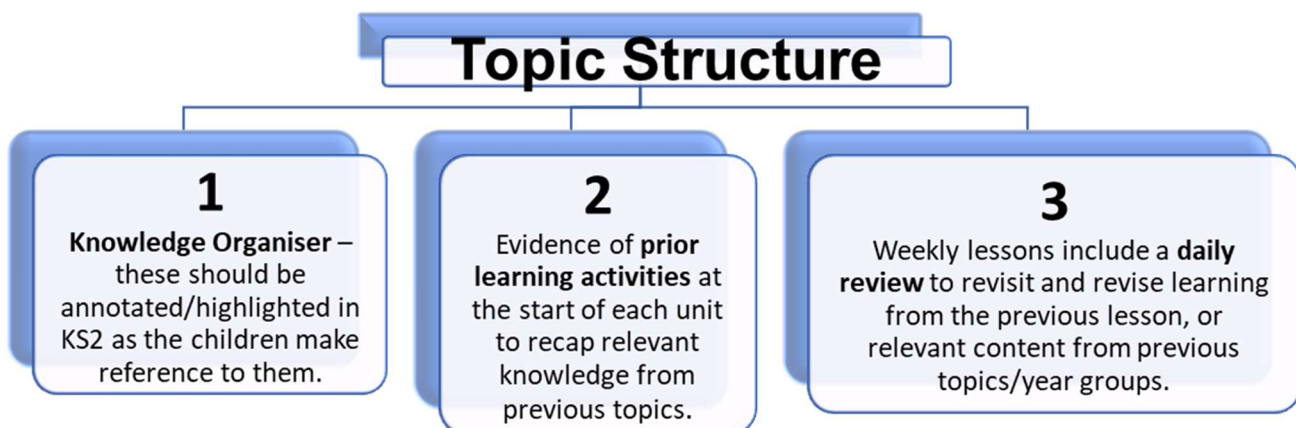 Topic Structure
1
Knowledge Organiser –
these should be
annotated/highlighted in
KS2 as the children make
reference to them.
2
Evidence of prior
learning activities at
the start of each unit
to recap relevant
knowledge from
previous topics.
3
Weekly lessons include a daily
review to revisit and revise learning
from the previous lesson, or
relevant content from previous
topics/year groups.